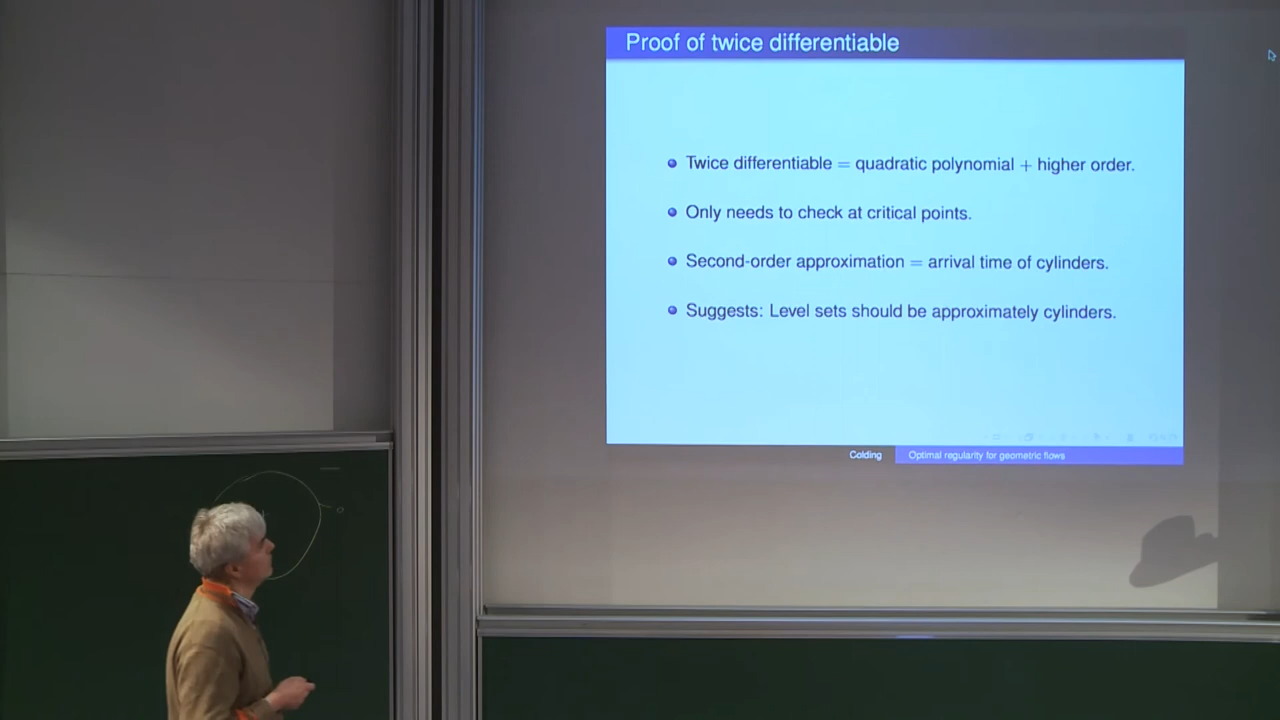 Proof of twice differentiable
Twice differentiable = quadratic polynomial + higher order.
Only needs to check at critical points.
Second-order approximation = arrival time of cylinders.
Suggests: Level sets should be approximately cylinders.
Colding
Optimal regularity for geometric flows